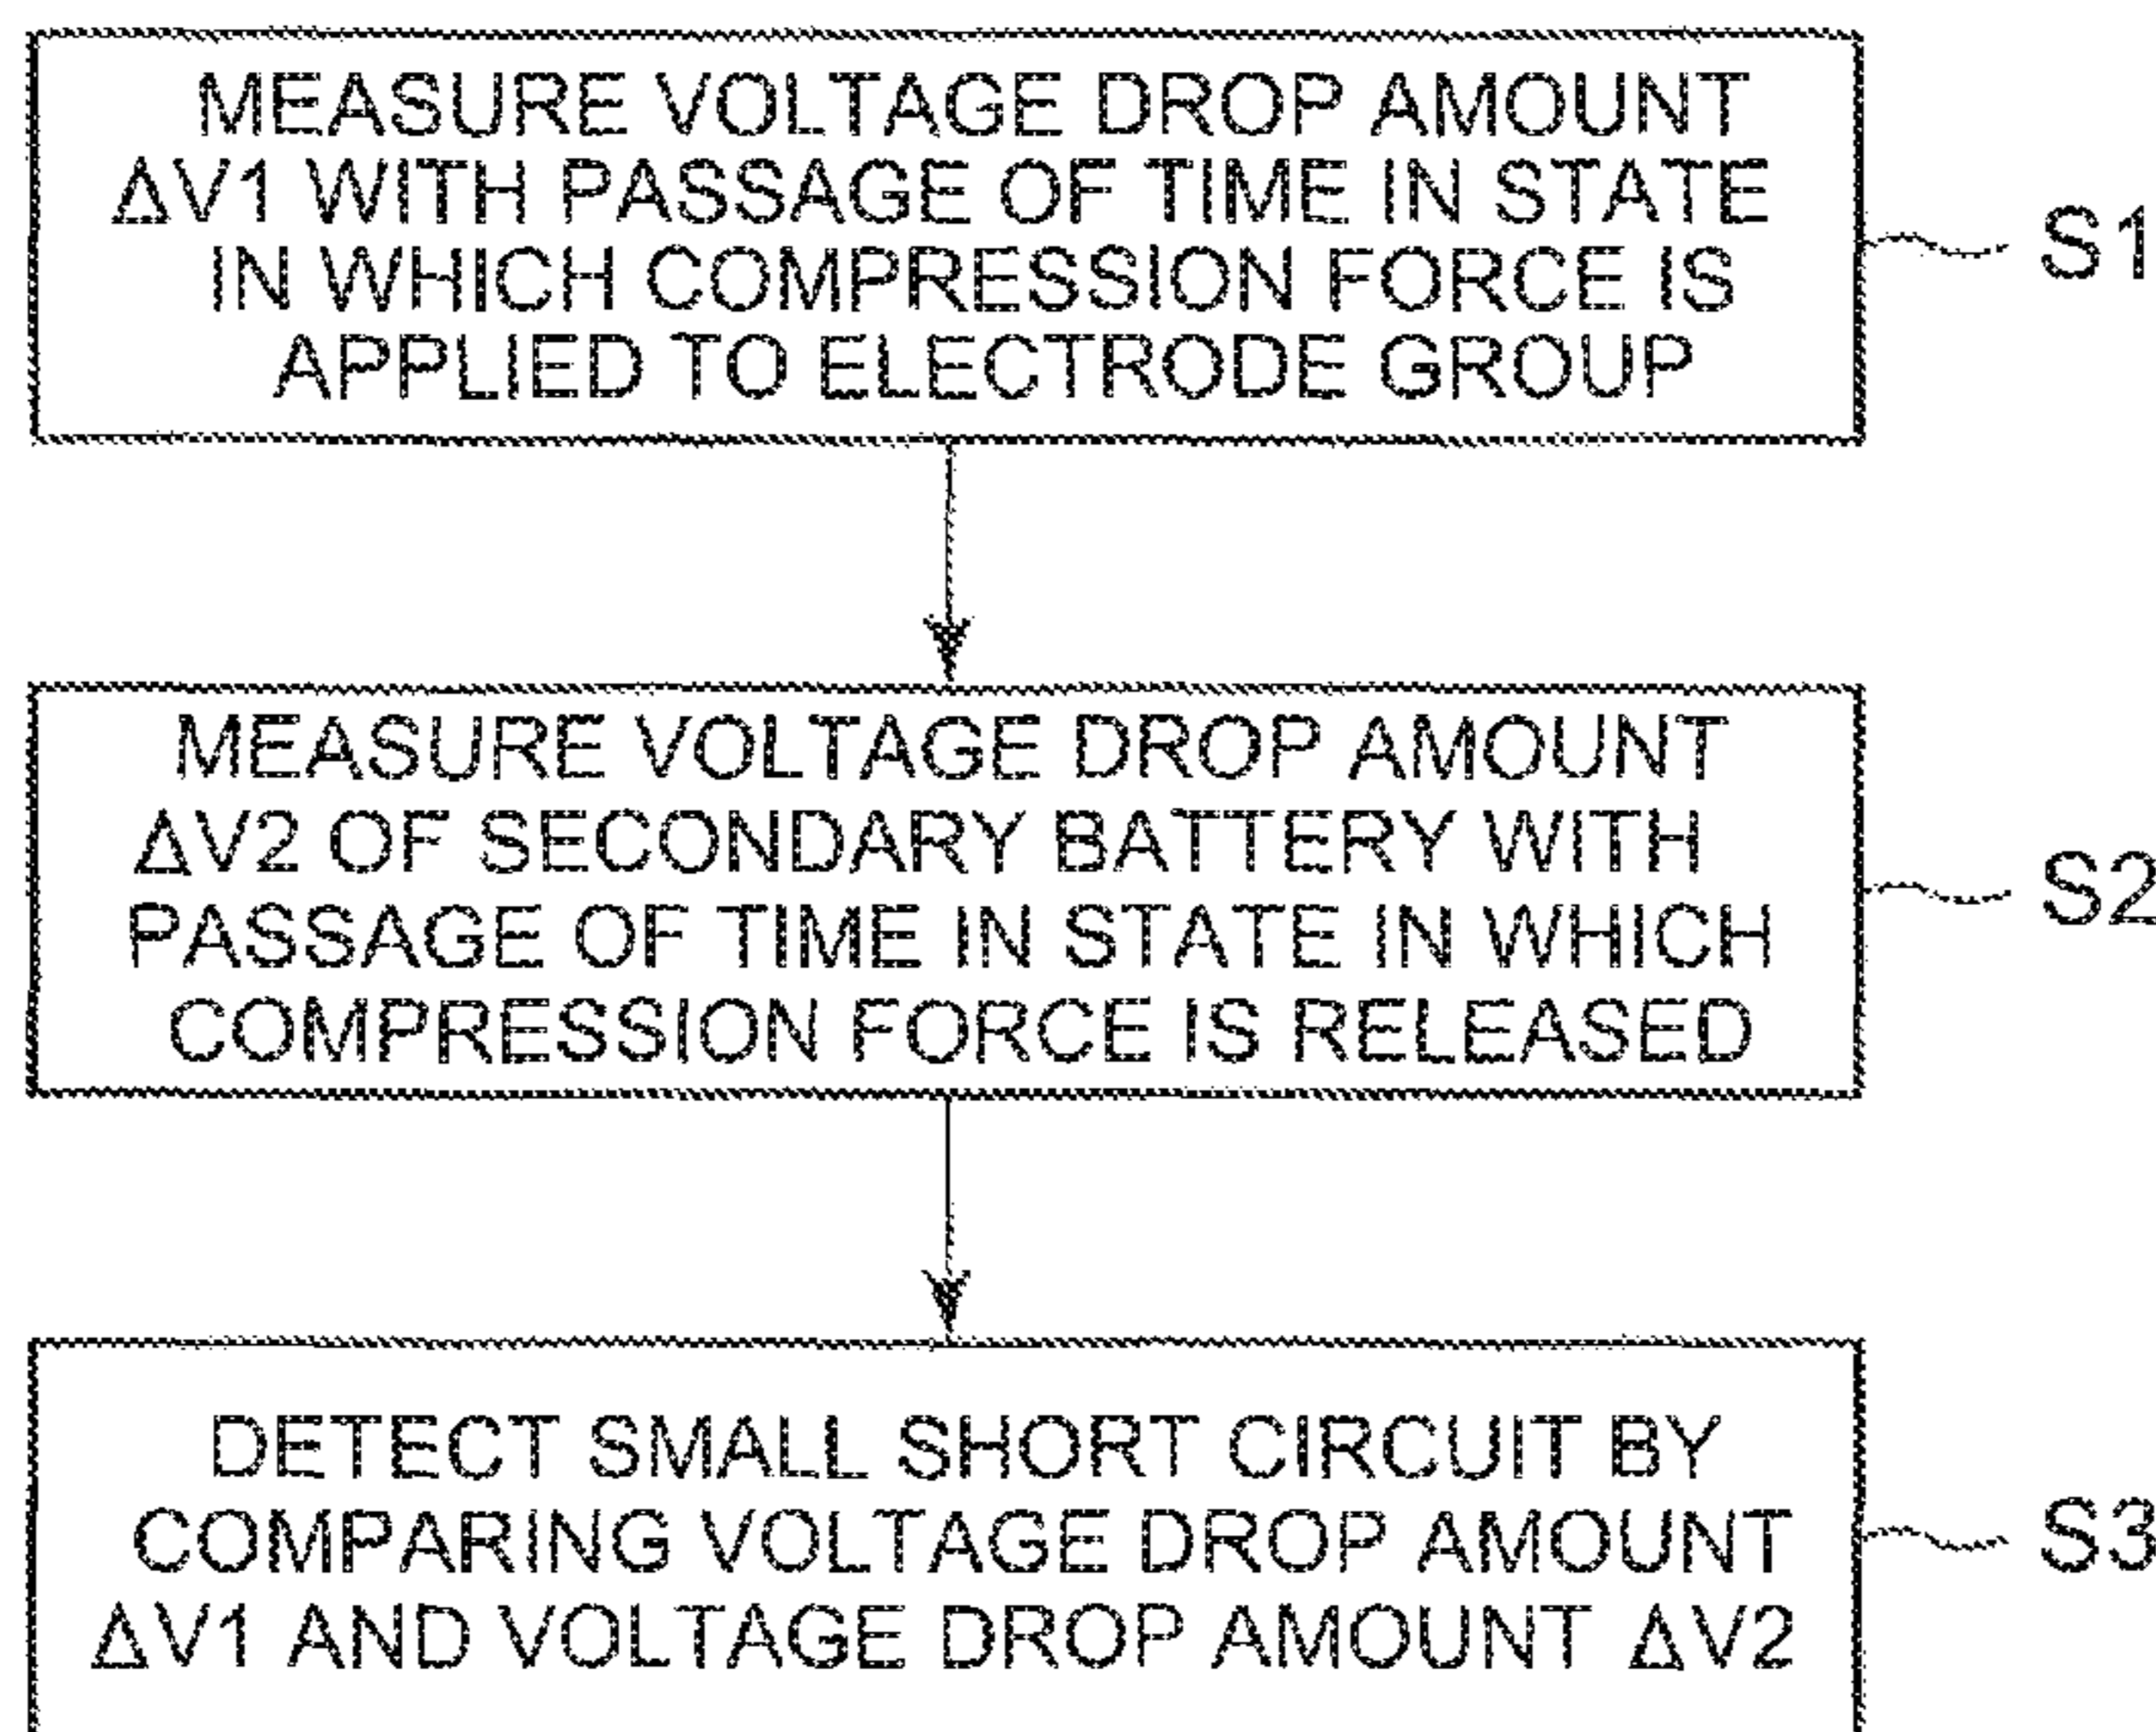 MEASURE VOLTAGE DROP AMOUNT
ΔV1 WITH PASSAGE OF TIME IN STATE
IN WHICH COMPRESSION FORCE IS
APPLIED TO ELECTRODE GROUP
S1
MEASURE VOLTAGE DROP AMOUNT
ΔV2 OF SECONDARY BATTERY WITH
PASSAGE OF TIME IN STATE IN WHICH
COMPRESSION FORCE IS RELEASED
S2
DETECT SMALL SHORT CIRCUIT BY
COMPARING VOLTAGE DROP AMOUNT
ΔV1 AND VOLTAGE DROP AMOUNT ΔV2
S3